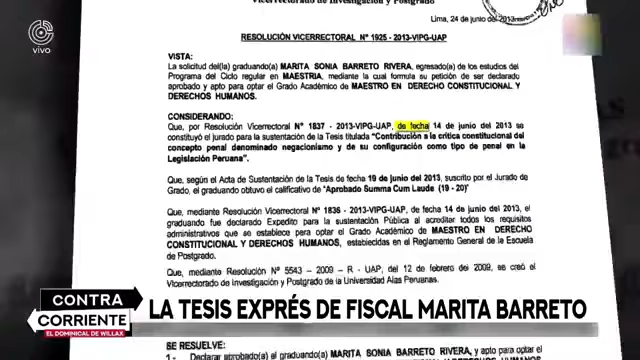 Vicerrectorado de Investigación y Postgrado
Lima, 24 de junio del 2013
RESOLUCIÓN VICERRECTORAL N° 1925 - 2013-VIPG-UAP
VISTA:
La solicitud del(la) graduando(a) MARITA SONIA BARRETO RIVERA, egresado(a) de los estudios del
Programa del Ciclo regular en MAESTRIA, mediante la cual formula su petición de ser declarado
aprobado y apto para optar el Grado Académico de MAESTRO EN DERECHO CONSTITUCIONAL Y
DERECHOS HUMANOS.
CONSIDERANDO:
Que, por Resolución Vicerrectoral N° 1837 - 2013-VIPG-UAP, de fecha 14 de junio del 2013 se
constituyó el jurado para la sustentación de la Tesis titulada "Contribución a la crítica constitucional del
concepto penal denominado negacionismo y de su configuración como tipo de penal en la
Legislación Peruana".
Que, según el Acta de Sustentación de la Tesis de fecha 19 de junio del 2013, suscrito por el Jurado de
Grado, el graduando obtuvo el calificativo de "Aprobado Summa Cum Laude (19 - 20)"
Que, mediante Resolución Vicerrectoral N° 1836 - 2013-VIPG-UAP, de fecha 14 de junio del 2013, el
graduando fue declarado Expedito para la sustentación Pública al acreditar todos los requisitos
administrativos que se establece para optar el Grado Académico de MAESTRO EN DERECHO
CONSTITUCIONAL Y DERECHOS HUMANOS, establecidas en el Reglamento General de la Escuela
de Postgrado.
Que, mediante Resolución N° 5543 - 2009 - R - UAP, del 12 de febrero del 2009, se creó el
Vicerrectorado de Investigación y Postgrado de la Universidad Alas Peruanas.
SE RESUELVE:
1.- Declarar aprobado(a) al graduando(a) MARITA SONIA BARRETO RIVERA, y apto para optar el
vivo
CONTRA
CORRIENTE
EL DOMINICAL DE WILLAX
LA TESIS EXPRÉS DE FISCAL MARITA BARRETO